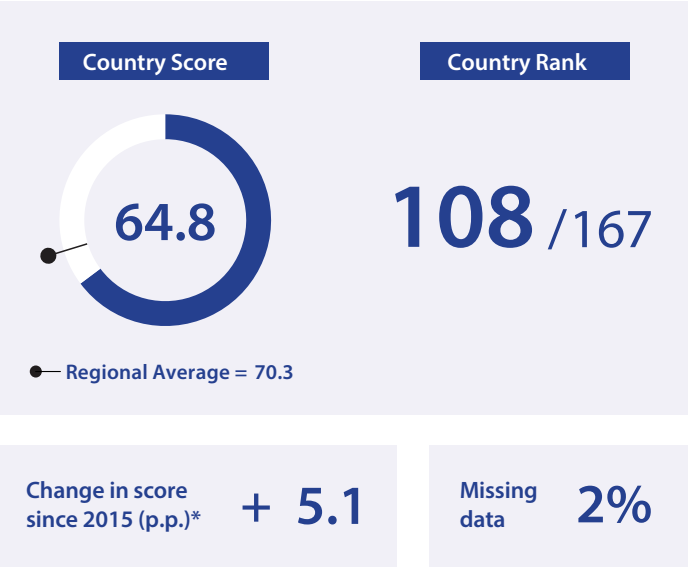 Country Score
Country Rank
64.8
108 /167
Regional Average = 70.3
Change in score
since 2015 (p.p.)*
+ 5.1
Missing
data
2%